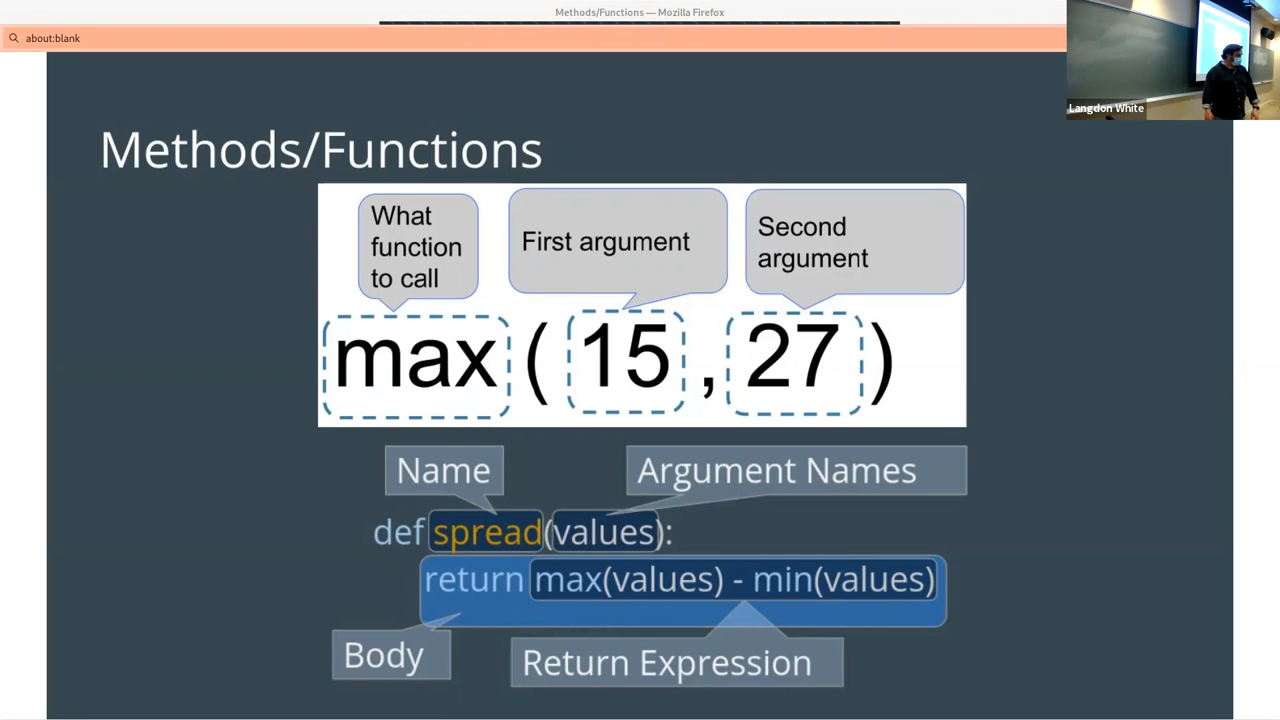 Methods/Functions — Mozilla Firefox
about:blank
Langdon White
Methods/Functions
What
function
to call
First argument
Second
argument
max ( 15 , 27 )
Name
Argument Names
def spread(values):
return max(values) - min(values)
Body
Return Expression